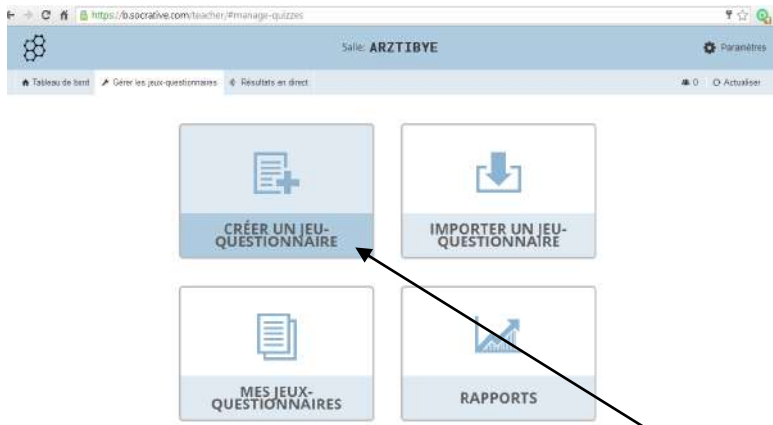 https://b.socrative.com/teacher/#manage-quizzes
Salle: ARZTIBYE
Paramètres
Tableau de bord
Gérer les jeux-questionnaires
Résultats en direct
0
Actualiser
CRÉER UN JEU-
QUESTIONNAIRE
IMPORTER UN JEU-
QUESTIONNAIRE
MES JEUX-
QUESTIONNAIRES
RAPPORTS